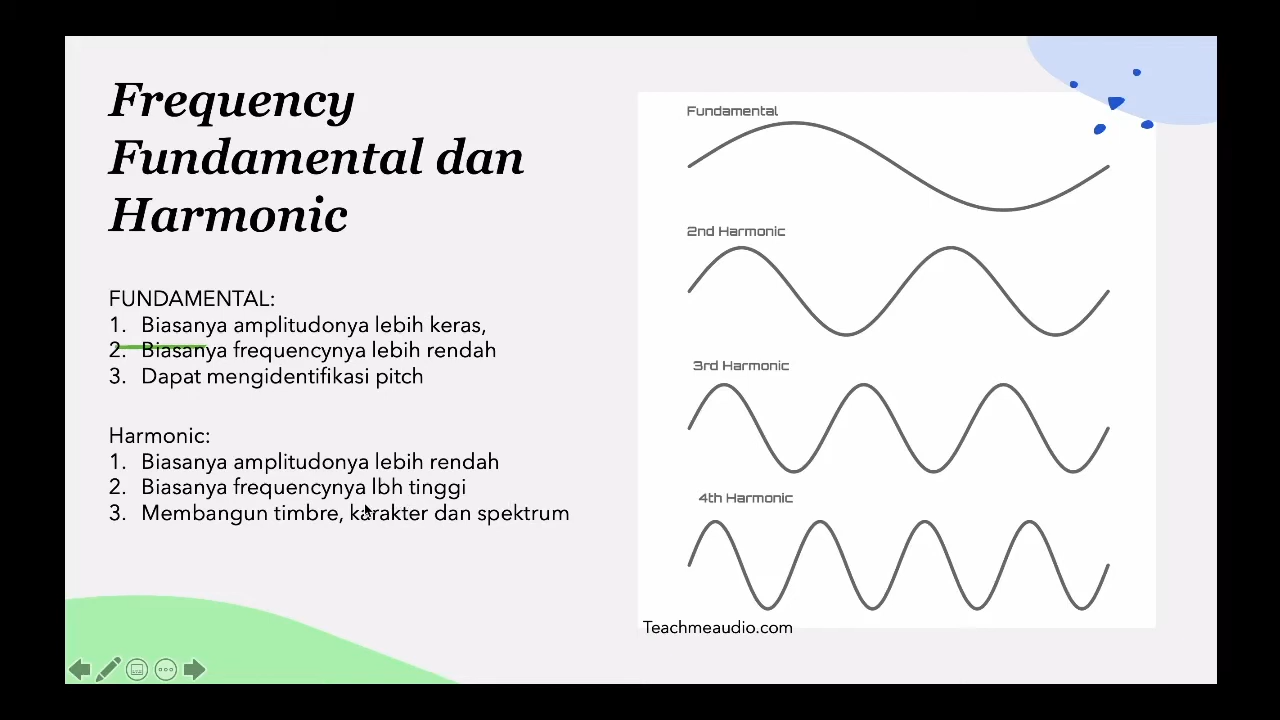 Frequency
Fundamental dan
Harmonic
FUNDAMENTAL:
1. Biasanya amplitudonya lebih keras,
2. Biasanya frequencynya lebih rendah
3. Dapat mengidentifikasi pitch
Harmonic:
1. Biasanya amplitudonya lebih rendah
2. Biasanya frequencynya lbh tinggi
3. Membangun timbre, karakter dan spektrum
Fundamental
2nd Harmonic
3rd Harmonic
4th Harmonic
Teachmeaudio.com